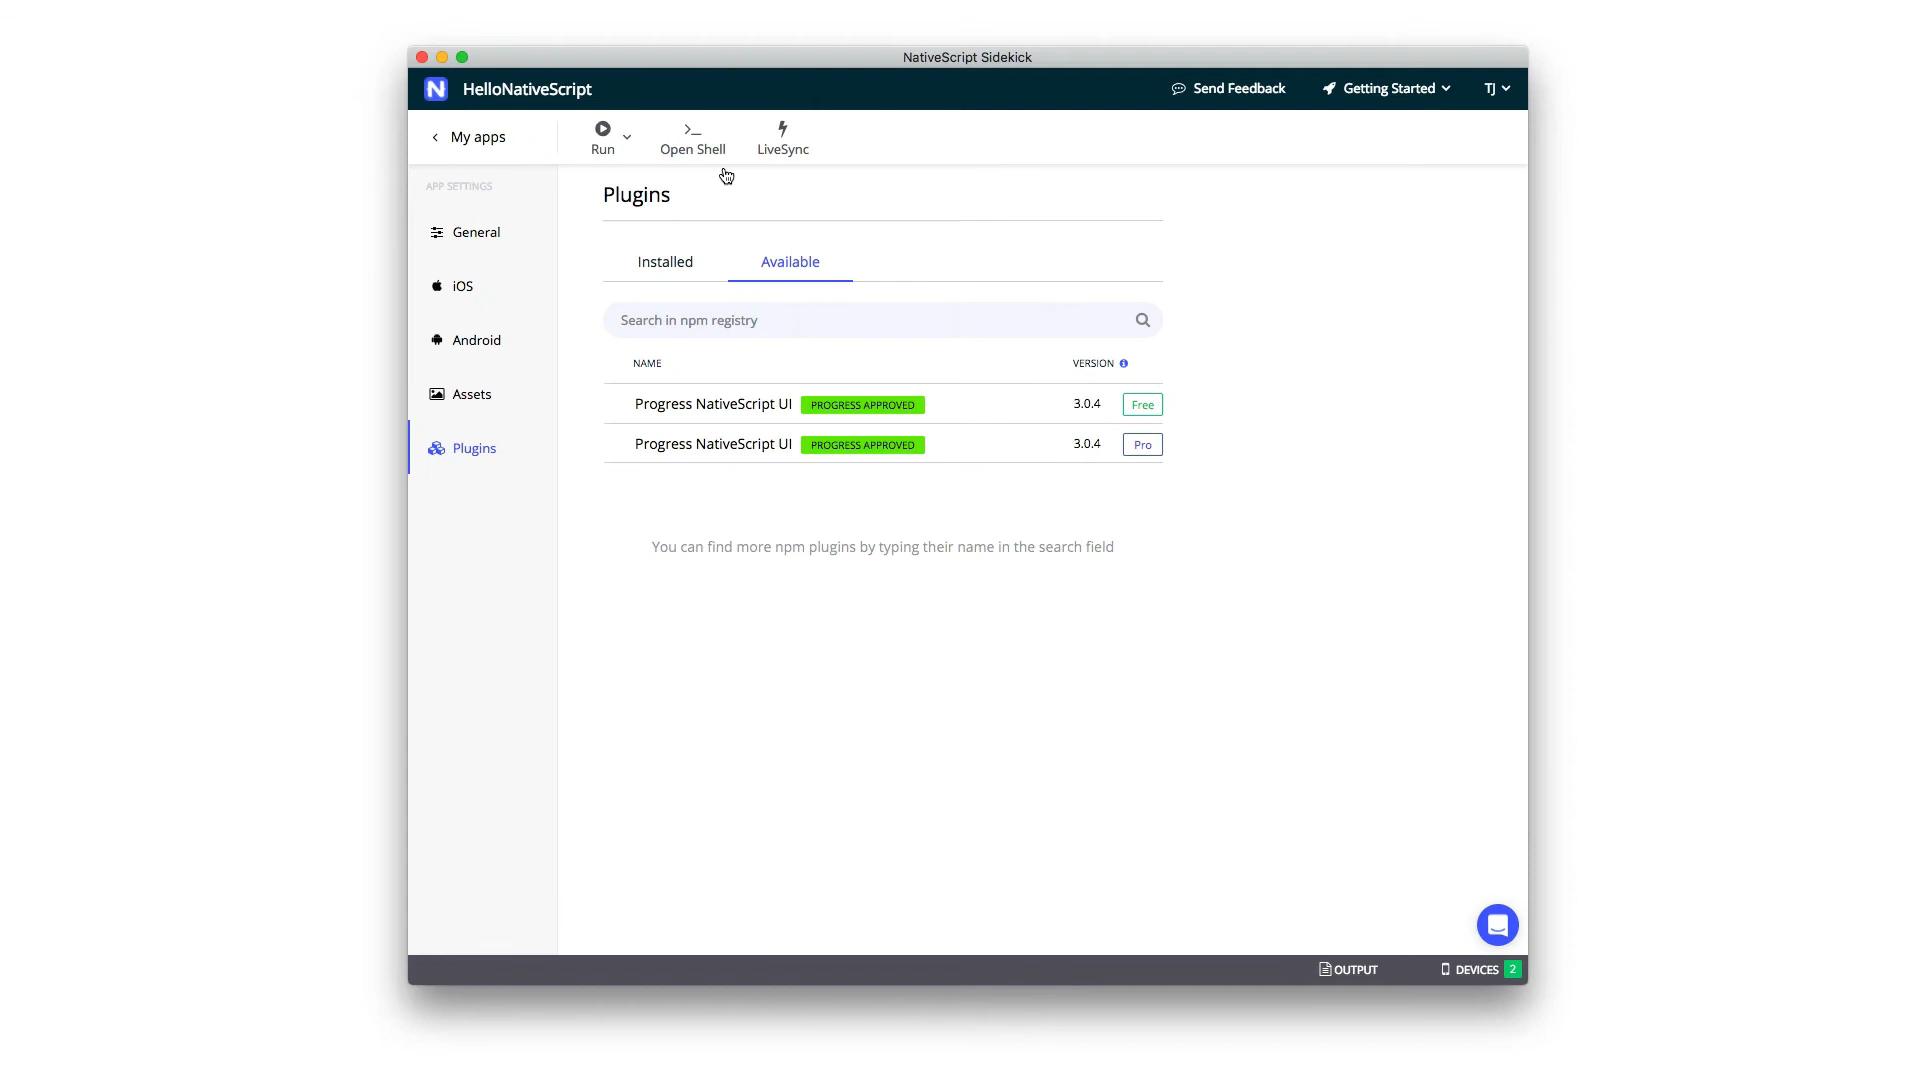 NativeScript Sidekick
N HelloNativeScript
Send Feedback
Getting Started
TJ
My apps
Run
Open Shell
LiveSync
APP SETTINGS
General
iOS
Android
Assets
Plugins
Plugins
Installed
Available
Search in npm registry
NAME
VERSION
Progress NativeScript UI PROGRESS APPROVED 3.0.4 Free
Progress NativeScript UI PROGRESS APPROVED 3.0.4 Pro
You can find more npm plugins by typing their name in the search field
OUTPUT
DEVICES 2